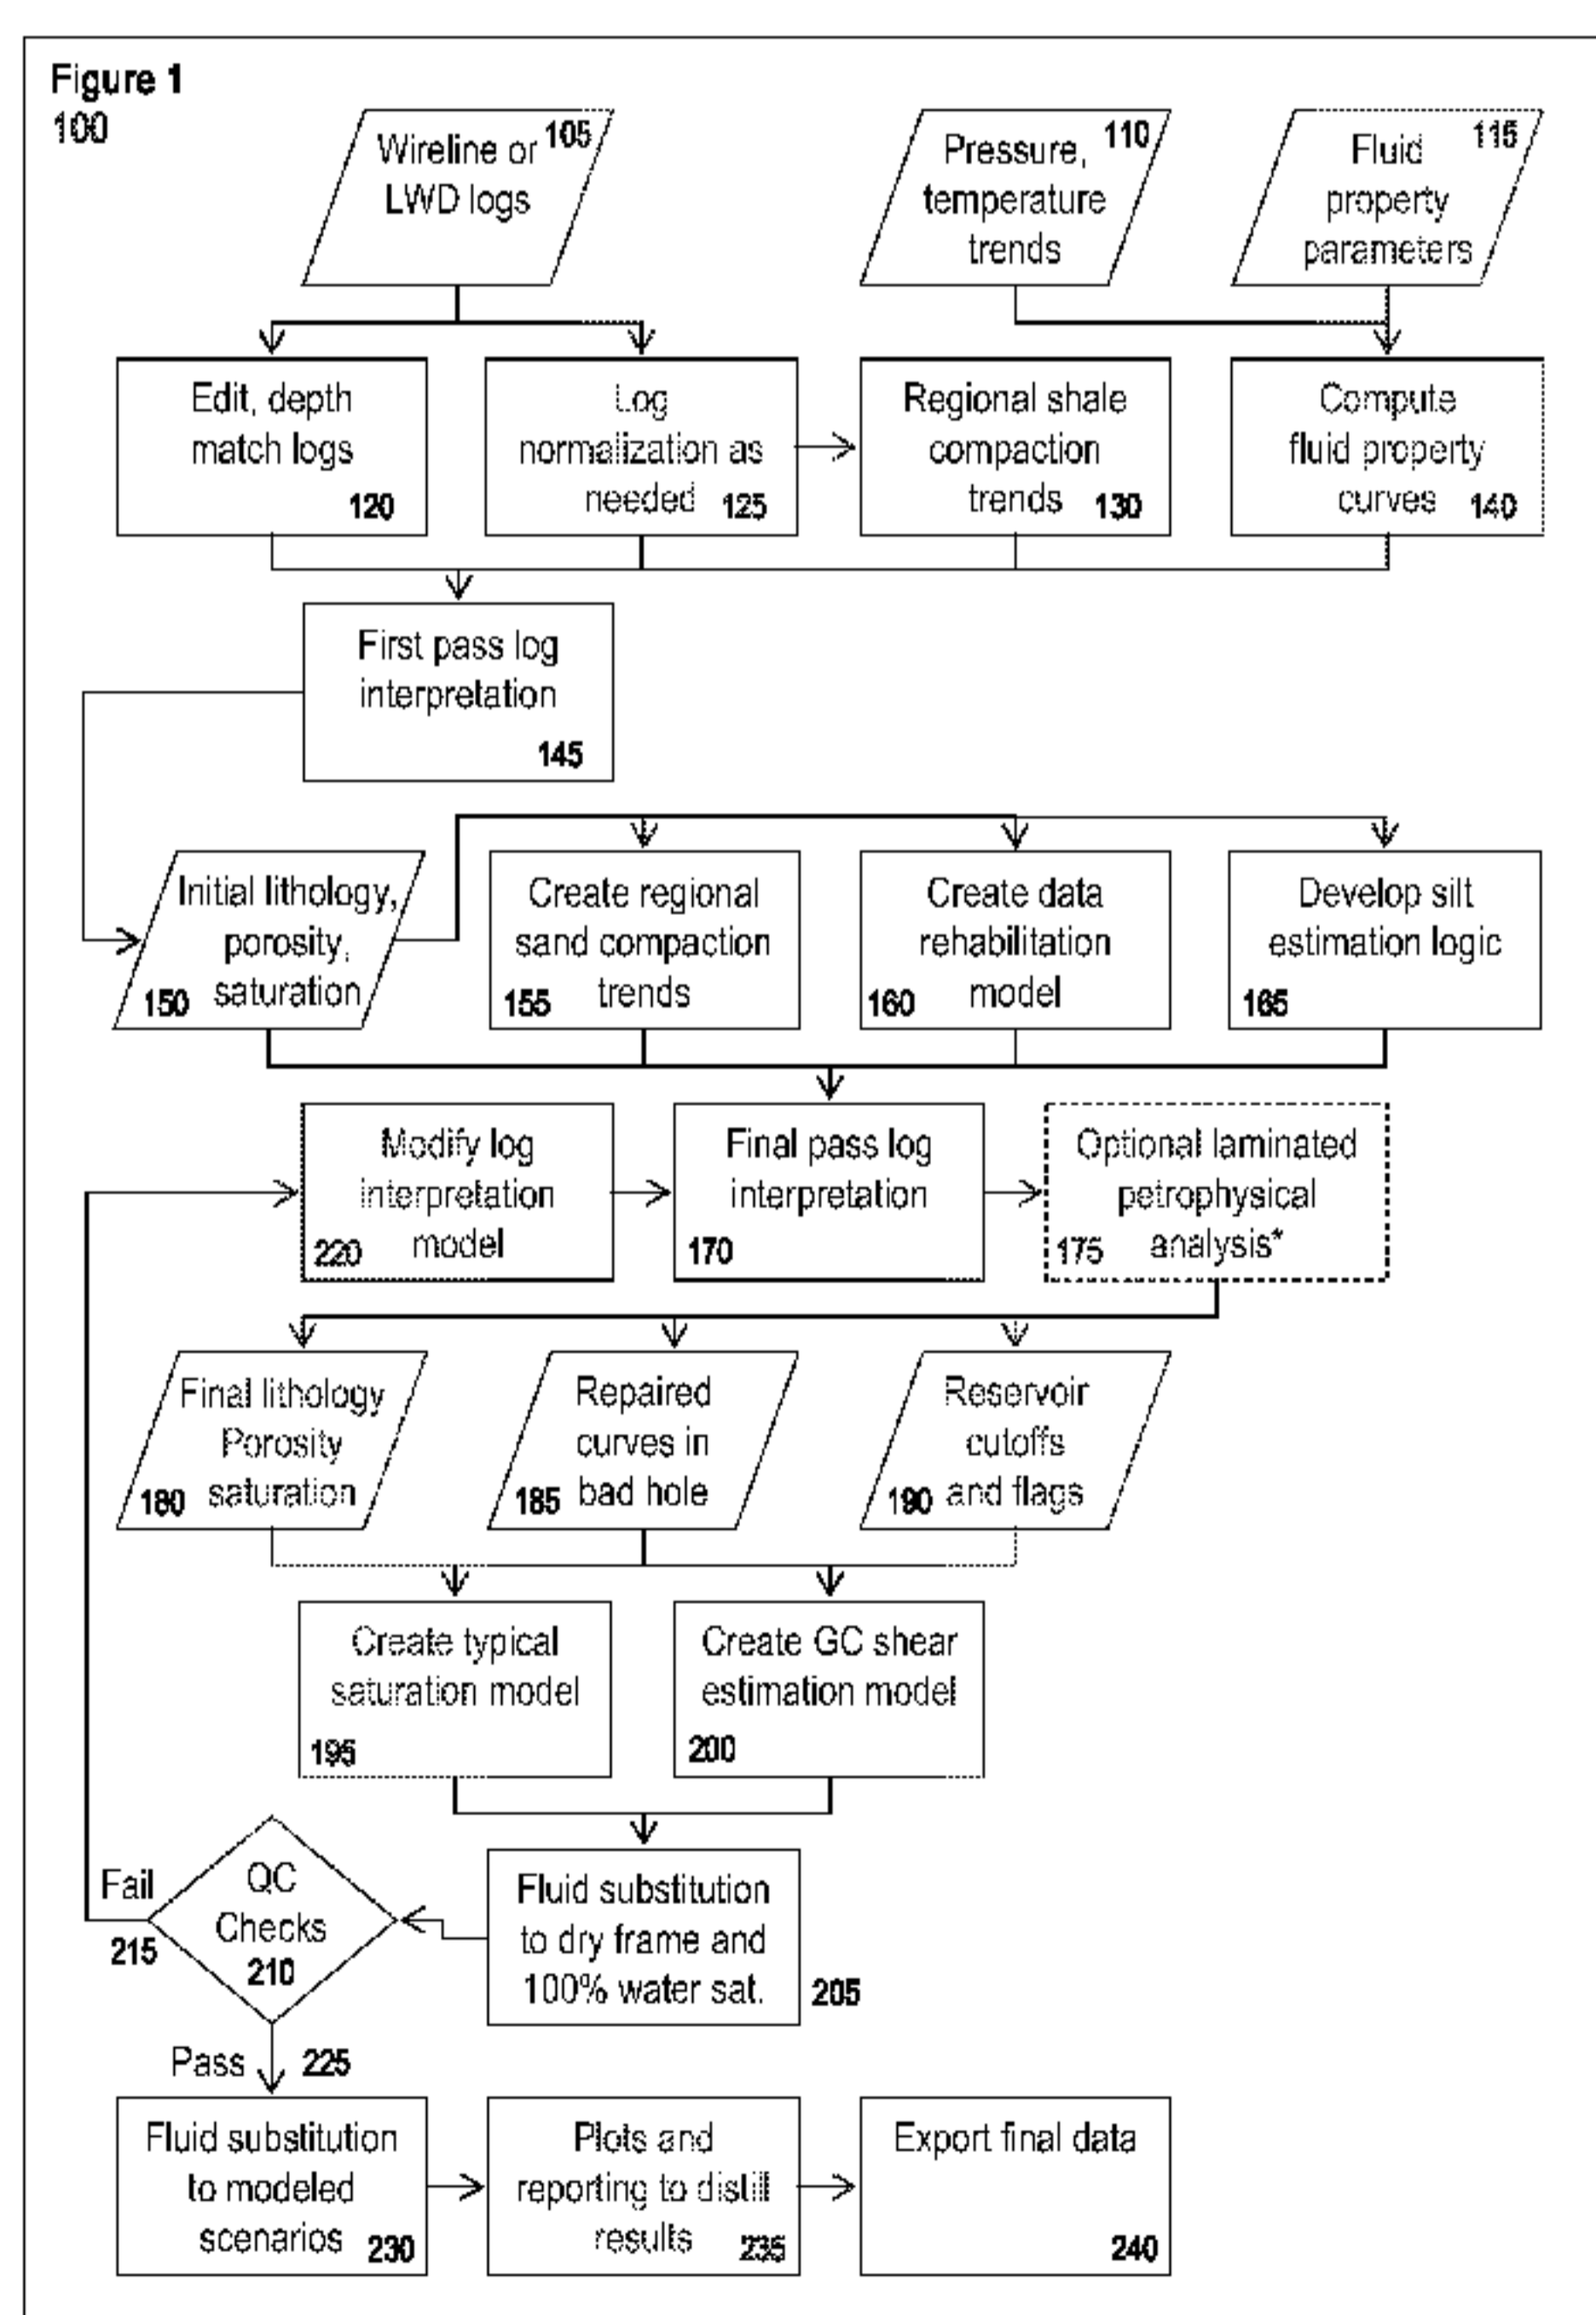 Figure 1
100
Wireline or 105
LWD logs
Pressure, 110
temperature
trends
Fluid 115
property
parameters
Edit, depth
match logs
120
Log
normalization as
needed 125
Regional shale
compaction
trends 130
Compute
fluid property
curves 140
First pass log
interpretation
145
Initial lithology,
porosity,
150 saturation
Create regional
sand compaction
155 trends
Create data
rehabilitation
160 model
Develop silt
estimation logic
165
Modify log
interpretation
220 model
Final pass log
interpretation
170
Optional laminated
petrophysical
175 analysis*
Final lithology
Porosity
180 saturation
Repaired
curves in
185 bad hole
Reservoir
cutoffs
190 and flags
Create typical
saturation model
195
Create GC shear
estimation model
200
Fail
215
QC
Checks
210
Fluid substitution
to dry frame and
100% water sat. 205
Pass 225
Fluid substitution
to modeled
scenarios 230
Plots and
reporting to distill
results 235
Export final data
240